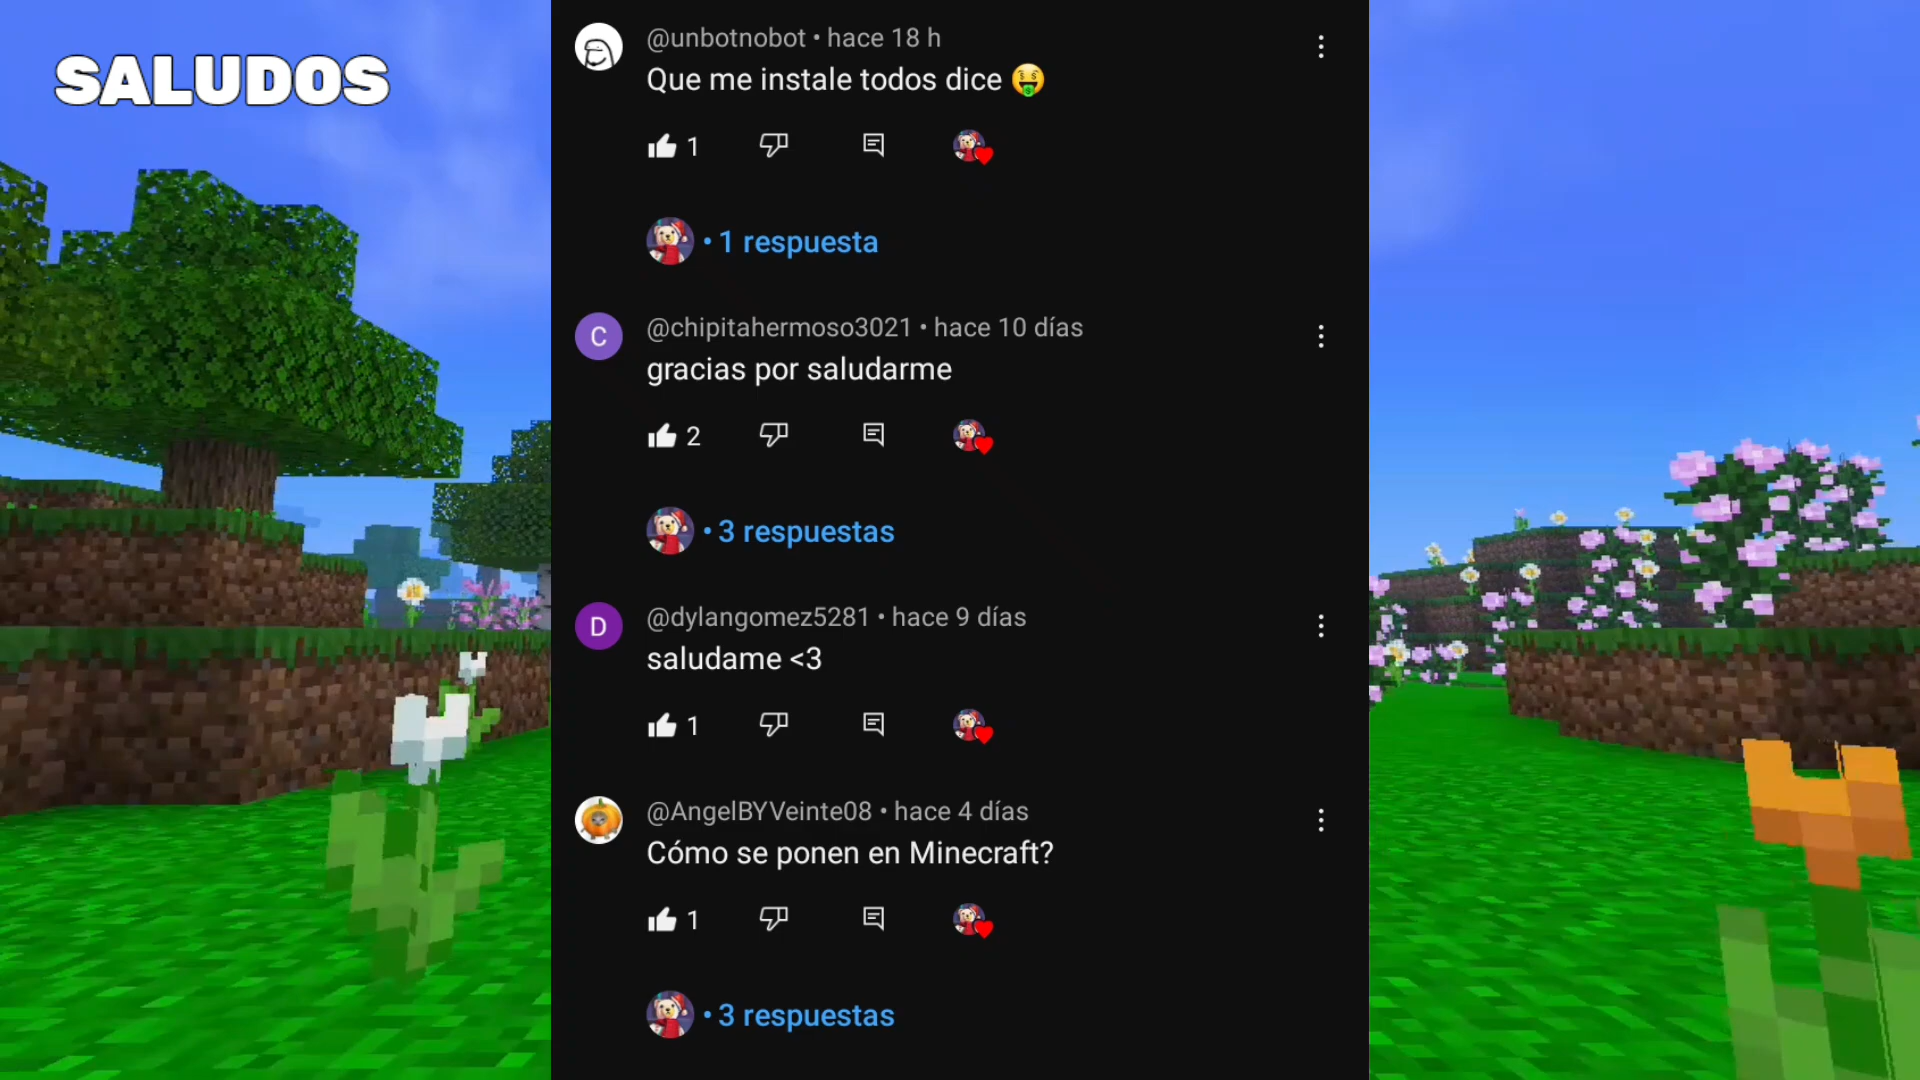 SALUDOS
@unbotnobot • hace 18 h
Que me instale todos dice 🤑
1
• 1 respuesta
C
@chipitahermoso3021 • hace 10 días
gracias por saludarme
2
• 3 respuestas
D
@dylangomez5281 • hace 9 días
saludame <3
1
@AngelBYVeinte08 • hace 4 días
Cómo se ponen en Minecraft?
1
• 3 respuestas